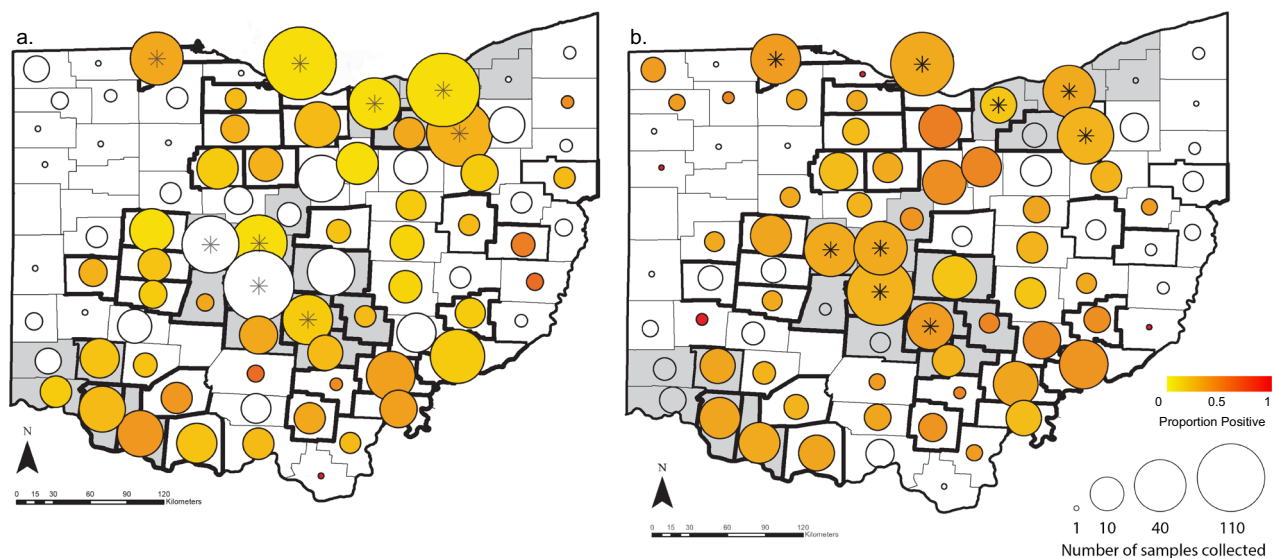 a.
b.
N
0 15 30 60 90 120
Kilometers
N
0 15 30 60 90 120
Kilometers
0 0.5 1
Proportion Positive
1 10 40 110
Number of samples collected